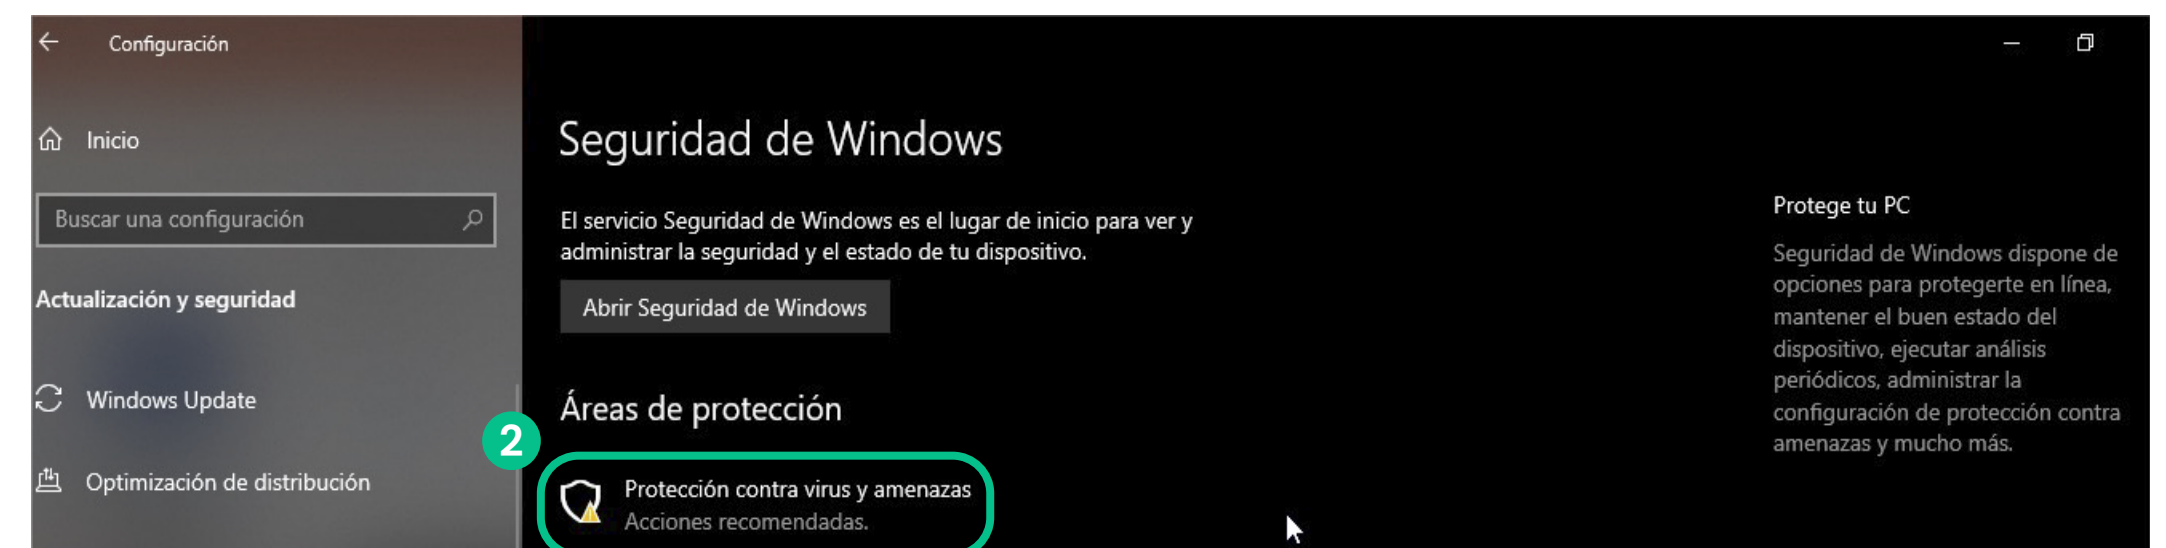 Configuración
Inicio
Buscar una configuración
Actualización y seguridad
Windows Update
Optimización de distribución
Seguridad de Windows
El servicio Seguridad de Windows es el lugar de inicio para ver y
administrar la seguridad y el estado de tu dispositivo.
Abrir Seguridad de Windows
Áreas de protección
2
Protección contra virus y amenazas
Acciones recomendadas.
Protege tu PC
Seguridad de Windows dispone de
opciones para protegerte en línea,
mantener el buen estado del
dispositivo, ejecutar análisis
periódicos, administrar la
configuración de protección contra
amenazas y mucho más.